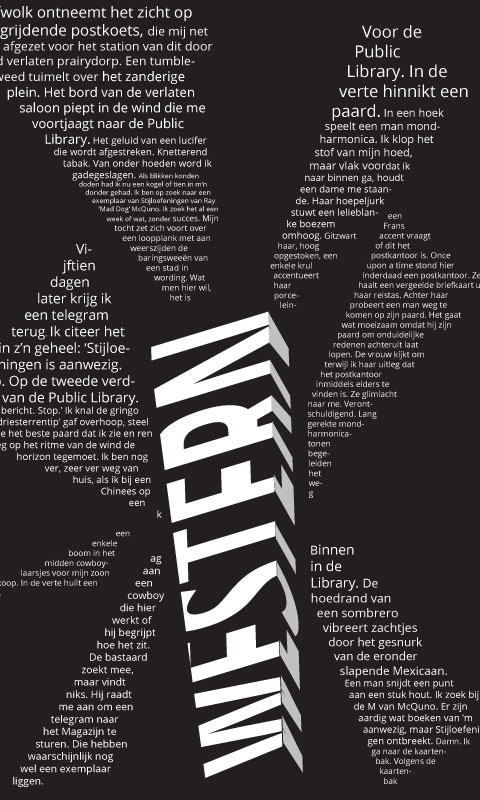 fwolk ontneemt het zicht op
grijdende postkoets, die mij net
afgezet voor het station van dit door
d verlaten prairydorp. Een tumble-
weed tuimelt over het zanderige
plein. Het bord van de verlaten
saloon piept in de wind die me
voortjaagt naar de Public
Library. Het geluid van een lucifer
die wordt afgestreken. Knetterend
tabak. Van onder hoeden word ik
gadegeslagen. Als blikken konden
doden had ik nu een kogel of tien in m'n
donder gehad. Ik ben op zoek naar een
exemplaar van Stijloefeningen van Ray
'Mad Dog' McQuno. Ik zoek het al een
week of wat, zonder succes. Mijn
tocht zet zich voort over
een loopplank met aan
weerszijden de
baringsweeën van
een stad in
wording. Wat
men hier wil,
het is
Vi-
jftien
dagen
later krijg ik
een telegram
terug. Ik citeer het
in z'n geheel: 'Stijloe-
ningen is aanwezig.
. Op de tweede verd-
van de Public Library.
bericht. Stop.' Ik knal de gringo
driesterrentip' gaf overhoop, steel
e het beste paard dat ik zie en ren
eg op het ritme van de wind de
horizon tegemoet. Ik ben nog
ver, zeer ver weg van
huis, als ik bij een
Chinees op
een
k
een
enkele
boom in het
midden cowboy-
laarsjes voor mijn zoon
koop. In de verte huilt een
ag
aan
een
cowboy
die hier
werkt of
hij begrijpt
hoe het zit.
De bastaard
zoekt mee,
maar vindt
niks. Hij raadt
me aan om een
telegram naar
het Magazijn te
sturen. Die hebben
waarschijnlijk nog
wel een exemplaar
liggen.
WESTERN
Voor de
Public
Library. In de
verte hinnikt een
paard. In een hoek
speelt een man mond-
harmonica. Ik klop het
stof van mijn hoed,
maar vlak voordat ik
naar binnen ga, houdt
een dame me staan-
de. Haar hoepeljurk
stuwt een lelieblan-
ke boezem
omhoog. Gitzwart
haar, hoog
opgestoken, een
enkele krul
accentueert
haar
porce-
lein-
een
Frans
accent vraagt
of dit het
postkantoor is. Once
upon a time stond hier
inderdaad een postkantoor. Ze
haalt een vergeelde briefkaart u
haar reistas. Achter haar
probeert een man weg te
komen op zijn paard. Het gaat
wat moeizaam omdat hij zijn
paard om onduidelijke
redenen achteruit laat
lopen. De vrouw kijkt om
terwijl ik haar uitleg dat
het postkantoor
inmiddels elders te
vinden is. Ze glimlacht
naar me. Veront-
schuldigend. Lang
gerekte mond-
harmonica-
tonen
bege-
leiden
het
we-
g
Binnen
in de
Library. De
hoedrand van
een sombrero
vibreert zachtjes
door het gesnurk
van de eronder
slapende Mexicaan.
Een man snijdt een punt
aan een stuk hout. Ik zoek bij
de M van McQuno. Er zijn
aardig wat boeken van 'm
aanwezig, maar Stijloefeni
gen ontbreekt. Damn. Ik
ga naar de kaarten-
bak. Volgens de
kaarten-
bak